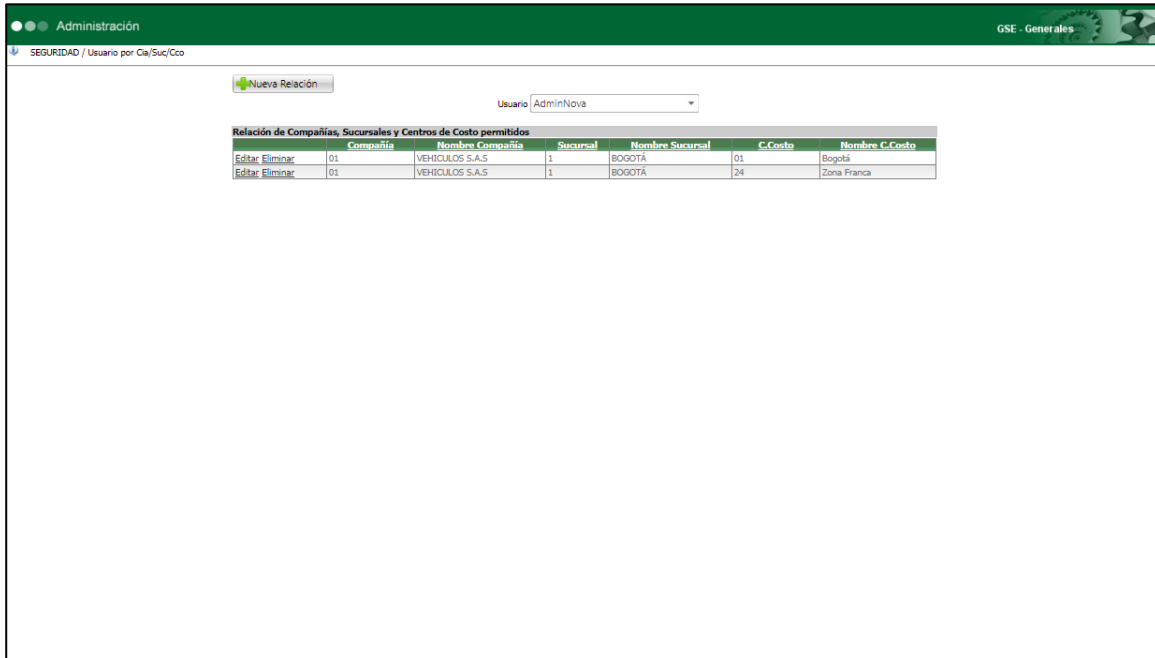 Administración
GSE - Generales
SEGURIDAD / Usuario por Cia/Suc/Cco
Nueva Relación
Usuario AdminNova
Relación de Compañías, Sucursales y Centros de Costo permitidos
Compañía Nombre Compañía Sucursal Nombre Sucursal C.Costo Nombre C.Costo
Editar Eliminar 01 VEHICULOS S.A.S 1 BOGOTÁ 01 Bogotá
Editar Eliminar 01 VEHICULOS S.A.S 1 BOGOTÁ 24 Zona Franca